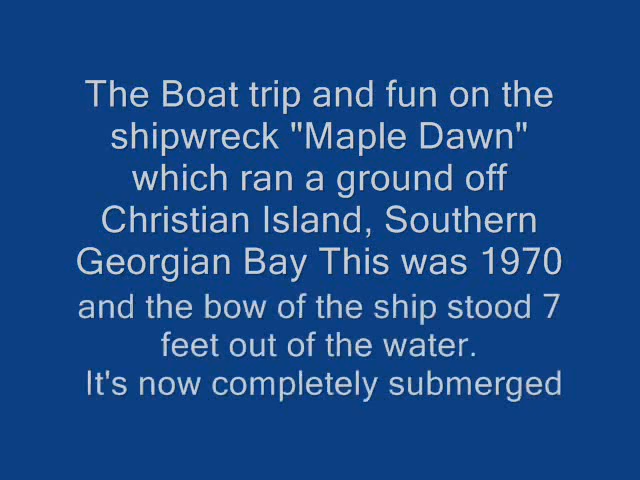 The Boat trip and fun on the
shipwreck "Maple Dawn"
which ran a ground off
Christian Island, Southern
Georgian Bay This was 1970
and the bow of the ship stood 7
feet out of the water.
It's now completely submerged